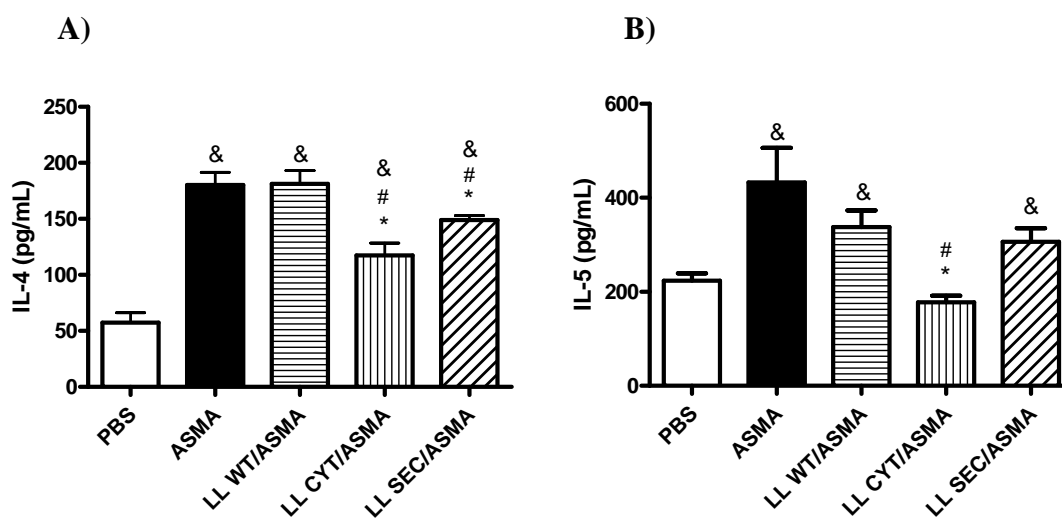 A)
IL-4 (pg/mL)
250
200
150
100
50
0
&
&
&
#
*
&
#
*
PBS
ASMA
LL WT/ASMA
LL CYT/ASMA
LL SEC/ASMA
B)
IL-5 (pg/mL)
600
400
200
0
&
&
#
*
&
PBS
ASMA
LL WT/ASMA
LL CYT/ASMA
LL SEC/ASMA